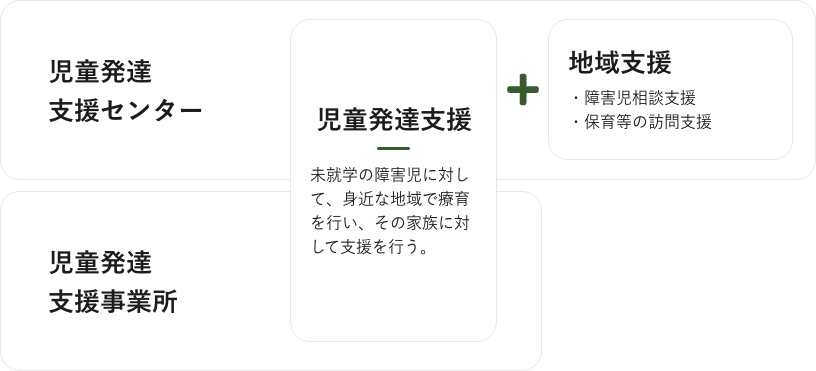 児童発達
支援センター
児童発達支援
未就学の障害児に対し
て、身近な地域で療育
を行い、その家族に対
して支援を行う。
地域支援
・障害児相談支援
・保育等の訪問支援
児童発達
支援事業所